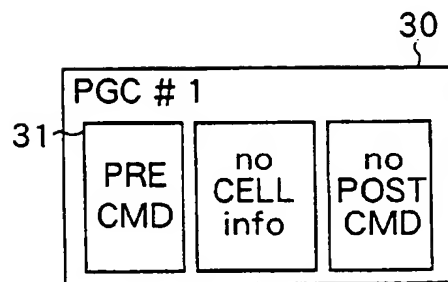 30
PGC # 1
31
PRE
CMD
no
CELL
info
no
POST
CMD